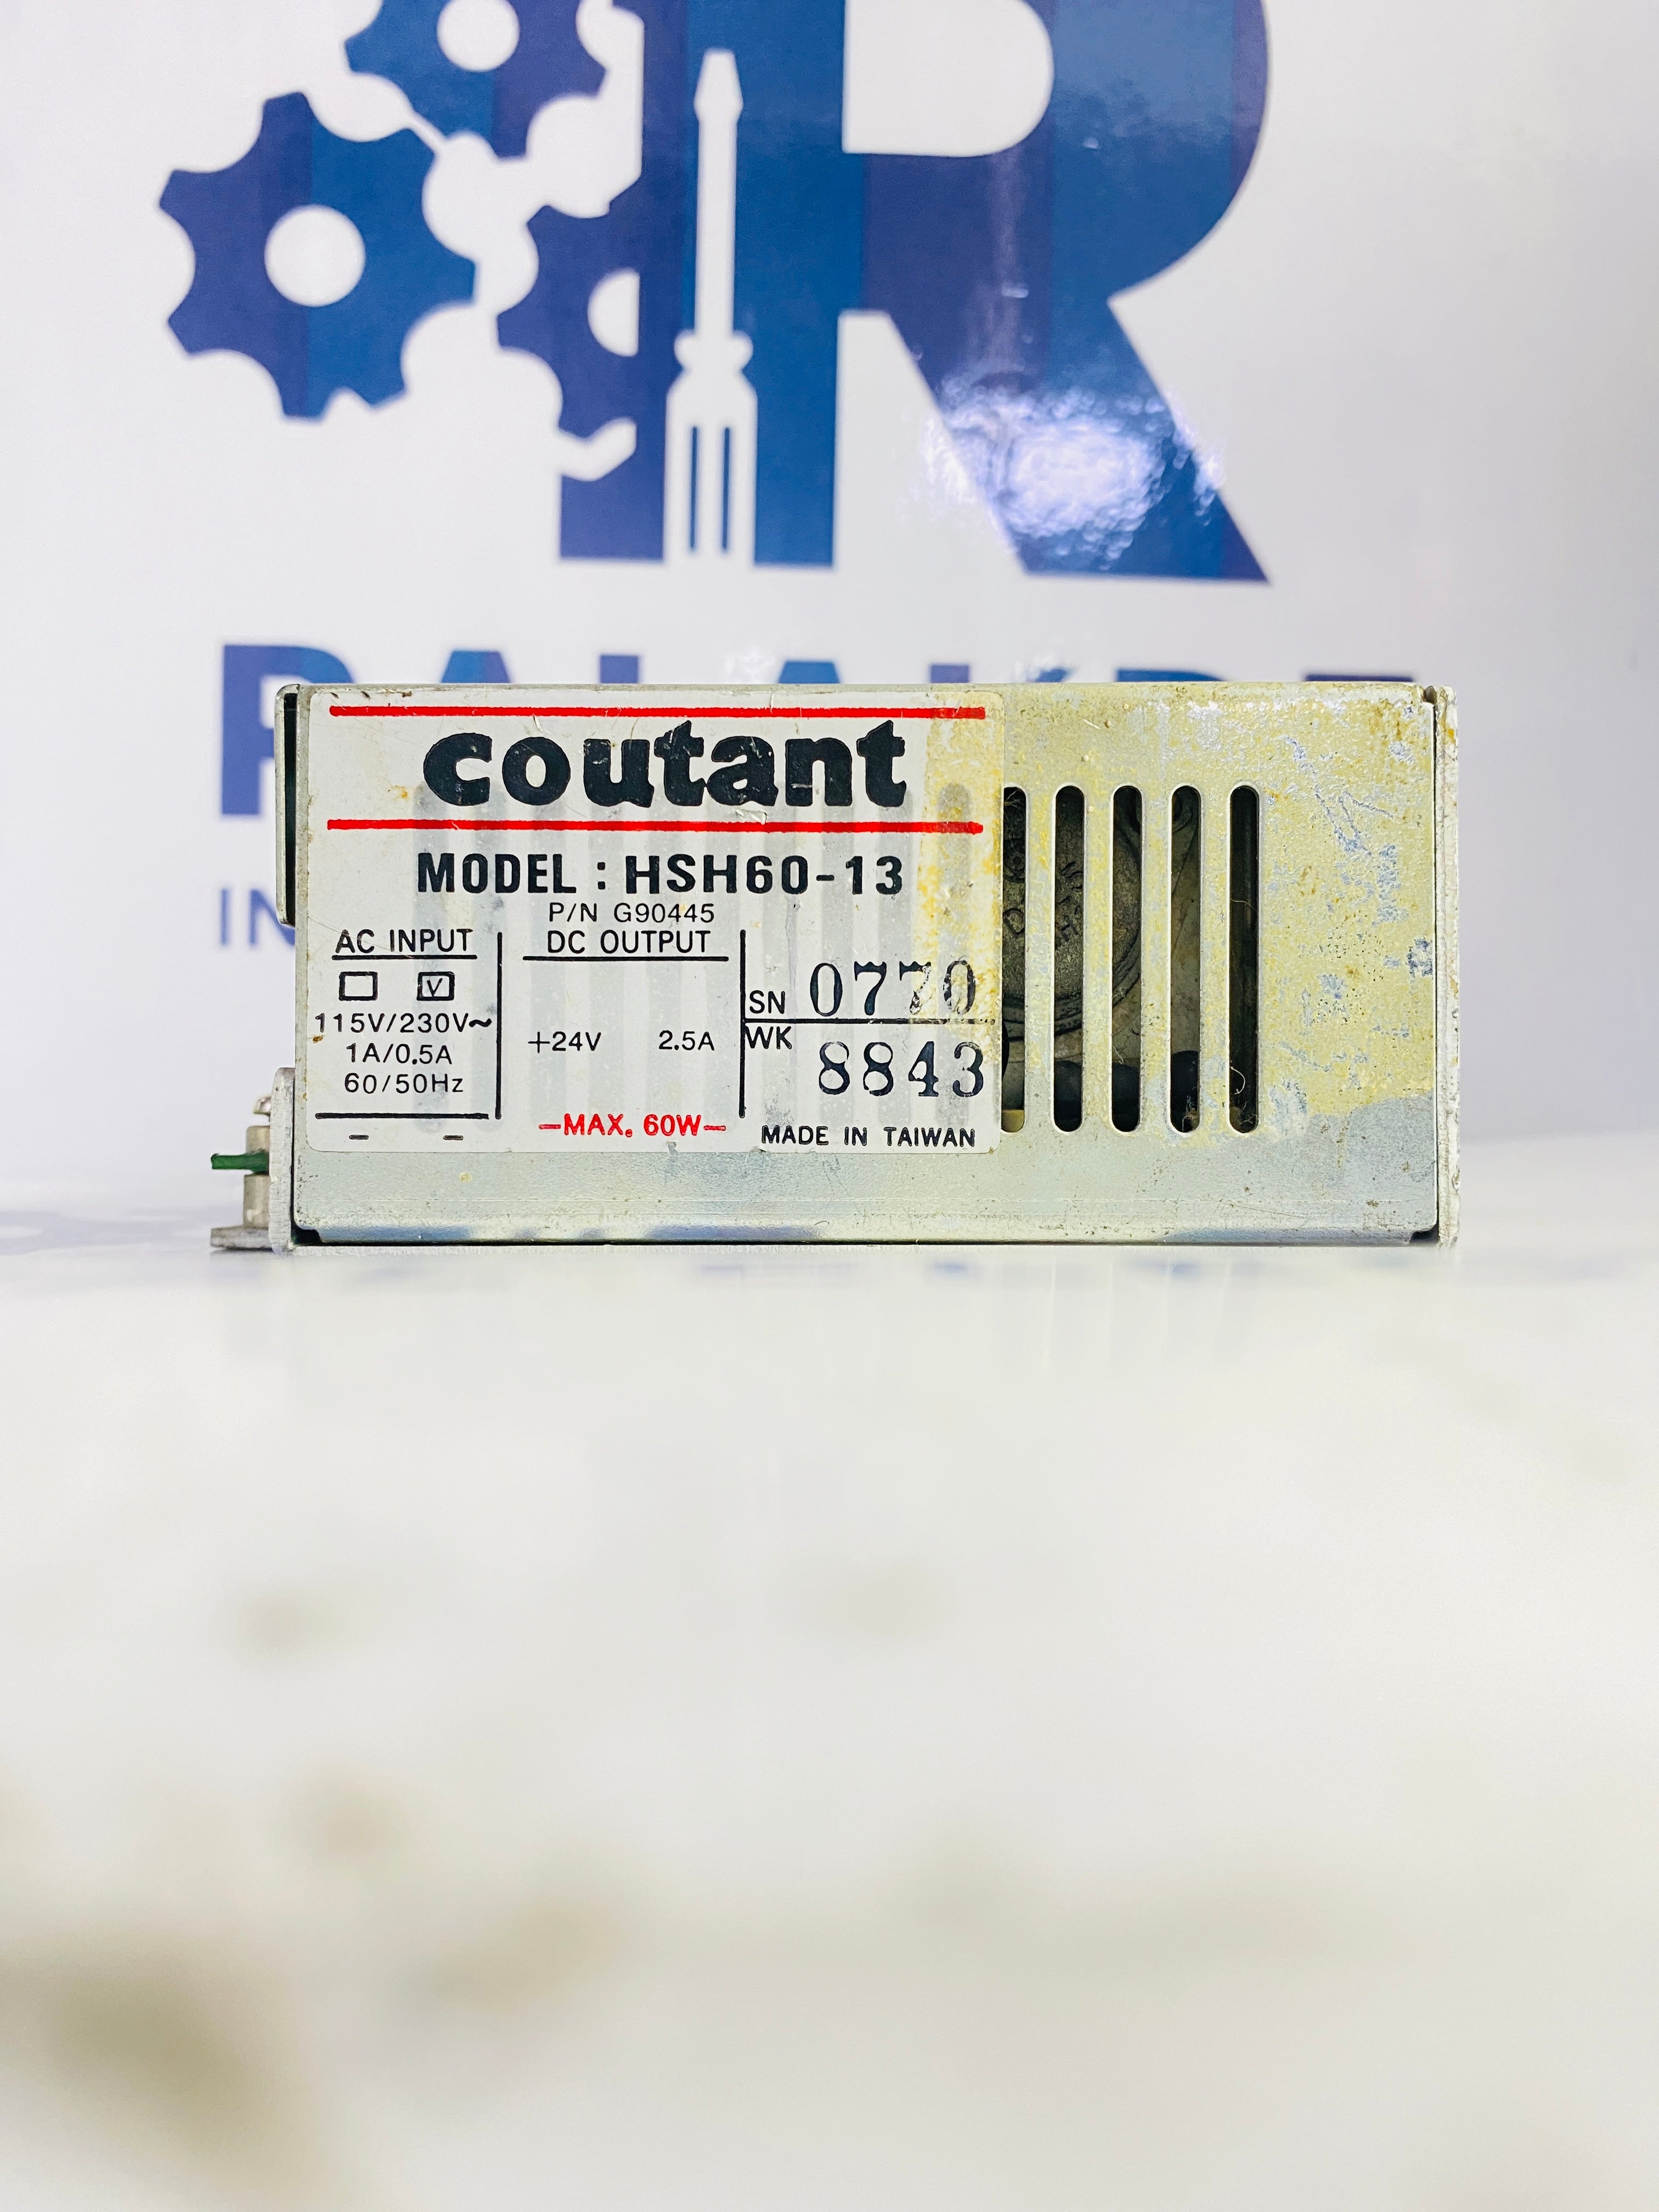 coutant
MODEL : HSH60-13
P/N G90445
AC INPUT
V
115V/230V~
1A/0.5A
60/50Hz
DC OUTPUT
+24V 2.5A
—MAX. 60W—
SN 0770
WK 8843
MADE IN TAIWAN